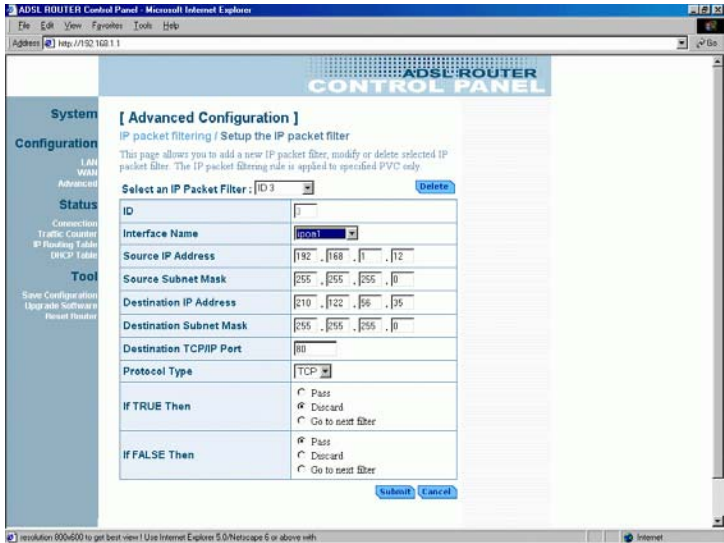 ADSL ROUTER Control Panel - Microsoft Internet Explorer
File Edit View Favorites Tools Help
Address http://192.168.1.1 Go
ADSL ROUTER
CONTROL PANEL
System
Configuration
LAN
WAN
Advanced
Status
Connection
Traffic Counter
IP Routing Table
DHCP Table
Tool
Save Configuration
Upgrade Software
Reset Router
[ Advanced Configuration ]
IP packet filtering / Setup the IP packet filter
This page allows you to add a new IP packet filter, modify or delete selected IP
packet filter. The IP packet filtering rule is applied to specified PVC only.
Select an IP Packet Filter : ID 3 Delete
ID 3
Interface Name ipoa1
Source IP Address 192 . 168 . 1 . 12
Source Subnet Mask 255 . 255 . 255 . 0
Destination IP Address 210 . 122 . 56 . 35
Destination Subnet Mask 255 . 255 . 255 . 0
Destination TCP/IP Port 80
Protocol Type TCP
If TRUE Then
Pass
Discard
Go to next filter
If FALSE Then
Pass
Discard
Go to next filter
Submit Cancel
resolution 800x600 to get best view ! Use Internet Explorer 5.0/Netscape 6 or above with
Internet